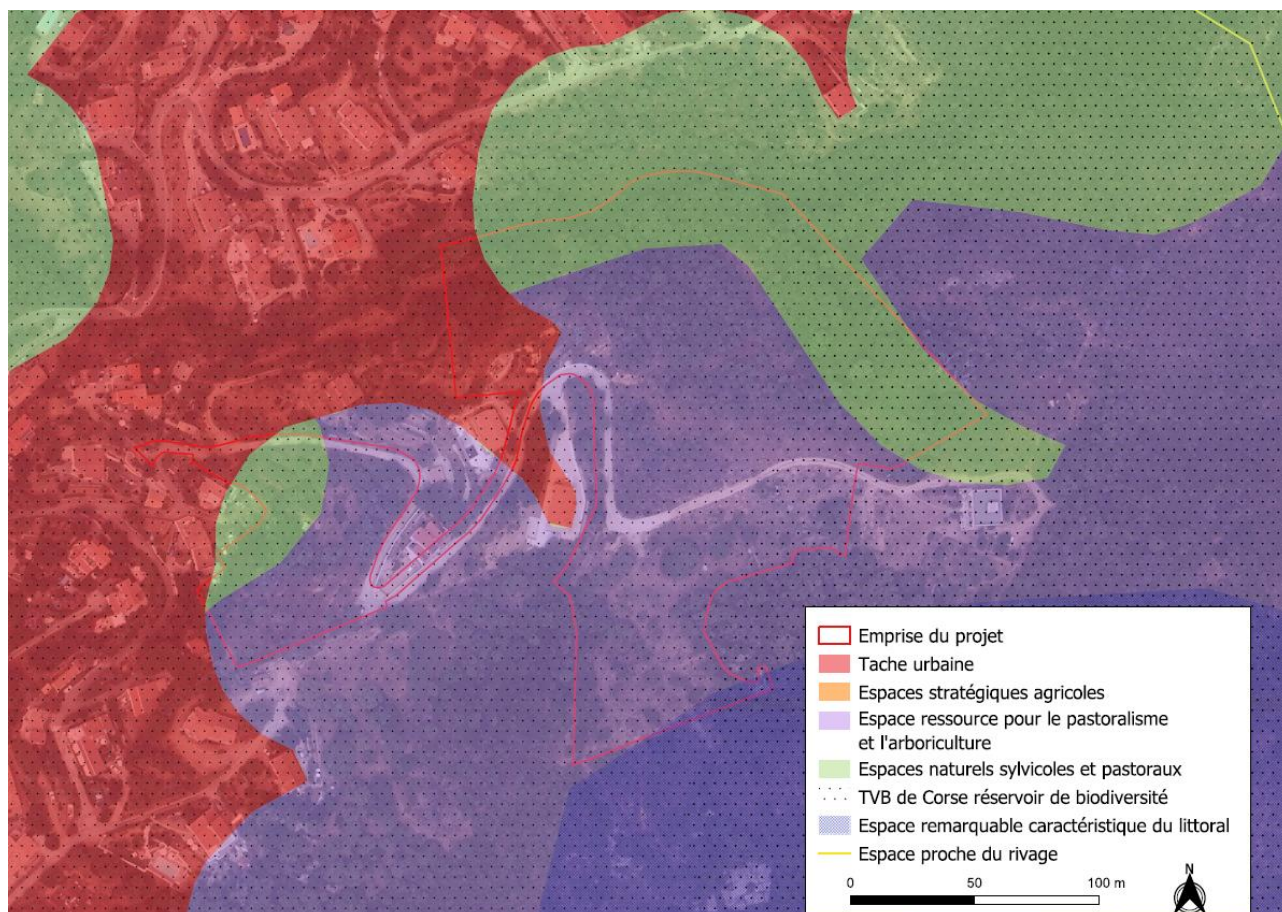 Emprise du projet
Tache urbaine
Espaces stratégiques agricoles
Espace ressource pour le pastoralisme
et l'arboriculture
Espaces naturels sylvicoles et pastoraux
TVB de Corse réservoir de biodiversité
Espace remarquable caractéristique du littoral
Espace proche du rivage
0 50 100 m
N